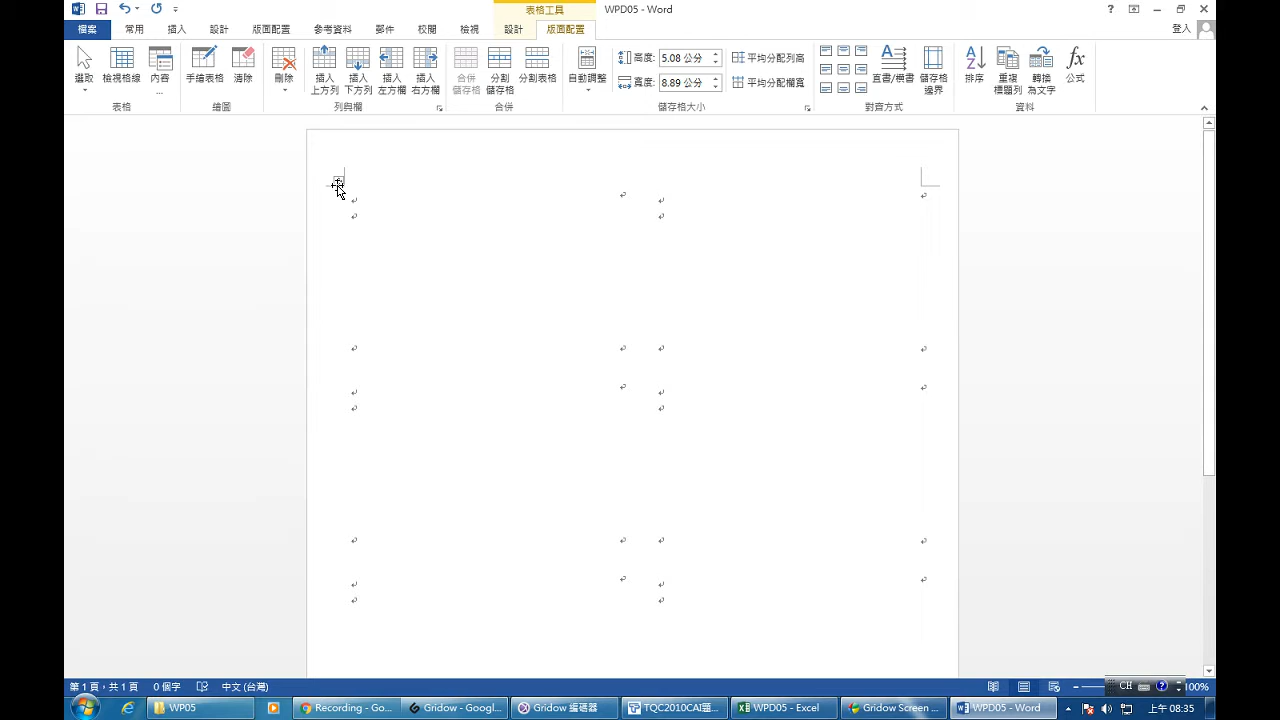 表格工具
WPD05 - Word
檔案 常用 插入 設計 版面配置 參考資料 郵件 校閱 檢視 設計 版面配置 登入
選取 檢視格線 內容 ... 手繪表格 清除 刪除 插入上方列 插入下方列 插入左方欄 插入右方欄 合併儲存格 分割儲存格 分割表格 自動調整
高度: 5.08 公分 平均分配列高
寬度: 8.89 公分 平均分配欄寬
直書/橫書 儲存格邊界 排序 重複標題列 轉換為文字 fx 公式
表格 繪圖 列與欄 合併 儲存格大小 對齊方式 資料
第 1 頁，共 1 頁 0 個字 中文 (台灣) CH 100%
WP05 Recording - Go... Gridow - Googl... Gridow 編碼器 TQC2010CAI題... WPD05 - Excel Gridow Screen ... WPD05 - Word 上午 08:35